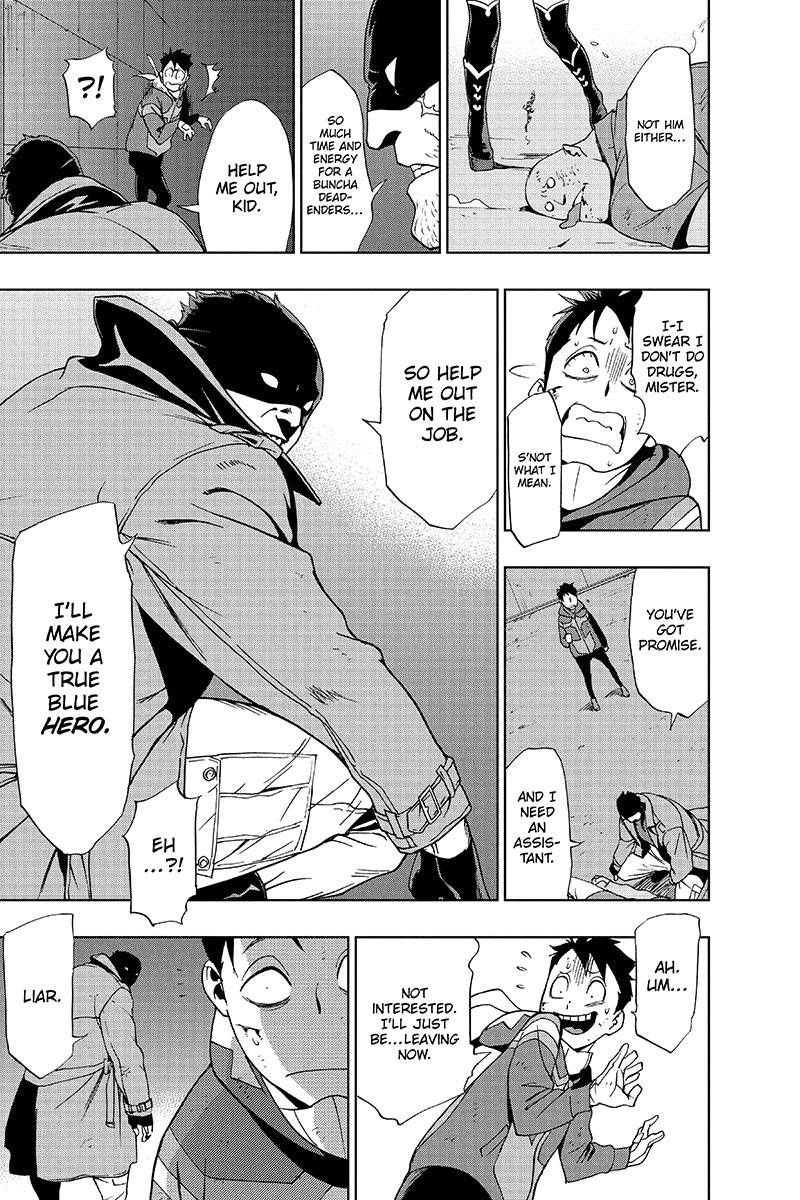 NOT HIM
EITHER...
SO
MUCH
TIME AND
ENERGY
FOR A
BUNCHA
DEAD-
ENDERS...
HELP
ME OUT,
KID.
?!
I-I
SWEAR I
DON'T DO
DRUGS,
MISTER.
S'NOT
WHAT I
MEAN.
YOU'VE
GOT
PROMISE.
AND I
NEED
AN
ASSIS-
TANT.
SO HELP
ME OUT
ON THE
JOB.
I'LL
MAKE
YOU A
TRUE
BLUE
HERO.
EH
...?!
AH.
UM...
NOT
INTERESTED.
I'LL JUST
BE...LEAVING
NOW.
LIAR.